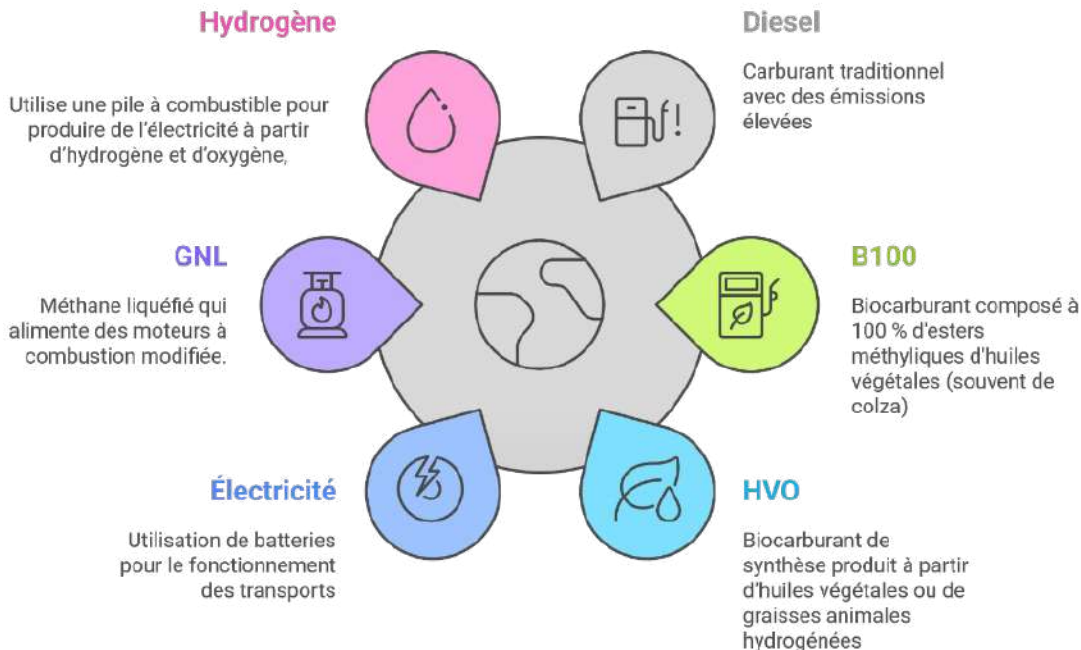 Hydrogène
Utilise une pile à combustible pour
produire de l'électricité à partir
d'hydrogène et d'oxygène,
Diesel
Carburant traditionnel
avec des émissions
élevées
GNL
Méthane liquéfié qui
alimente des moteurs à
combustion modifiée.
B100
Biocarburant composé à
100 % d'esters
méthyliques d'huiles
végétales (souvent de
colza)
Électricité
Utilisation de batteries
pour le fonctionnement
des transports
HVO
Biocarburant de
synthèse produit à partir
d'huiles végétales ou de
graisses animales
hydrogénées